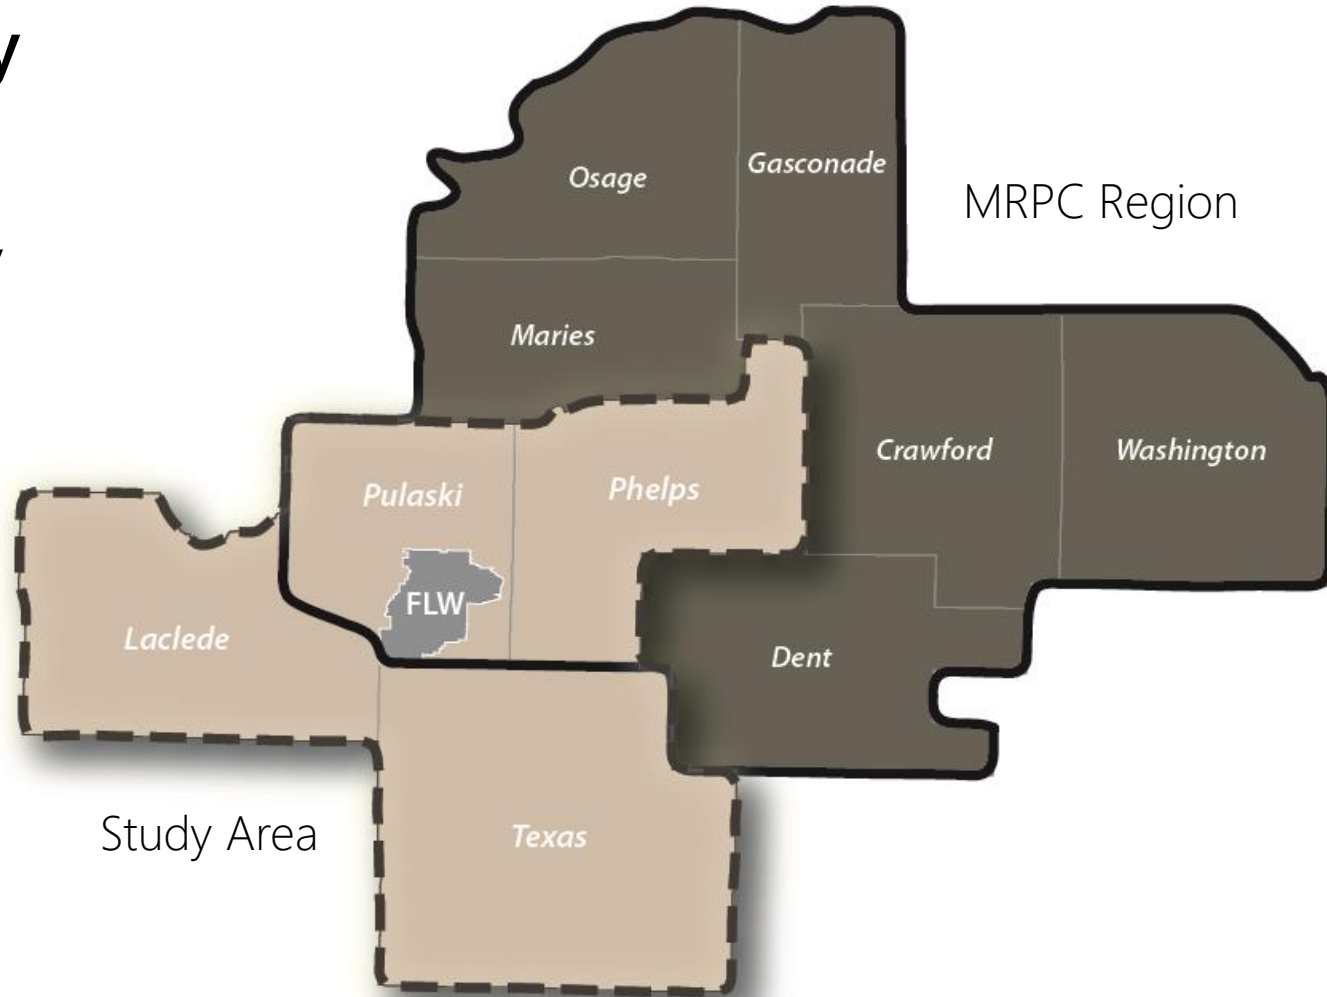 y
Osage
Gasconade
MRPC Region
Maries
Crawford
Washington
Pulaski
Phelps
FLW
Laclede
Dent
Study Area
Texas